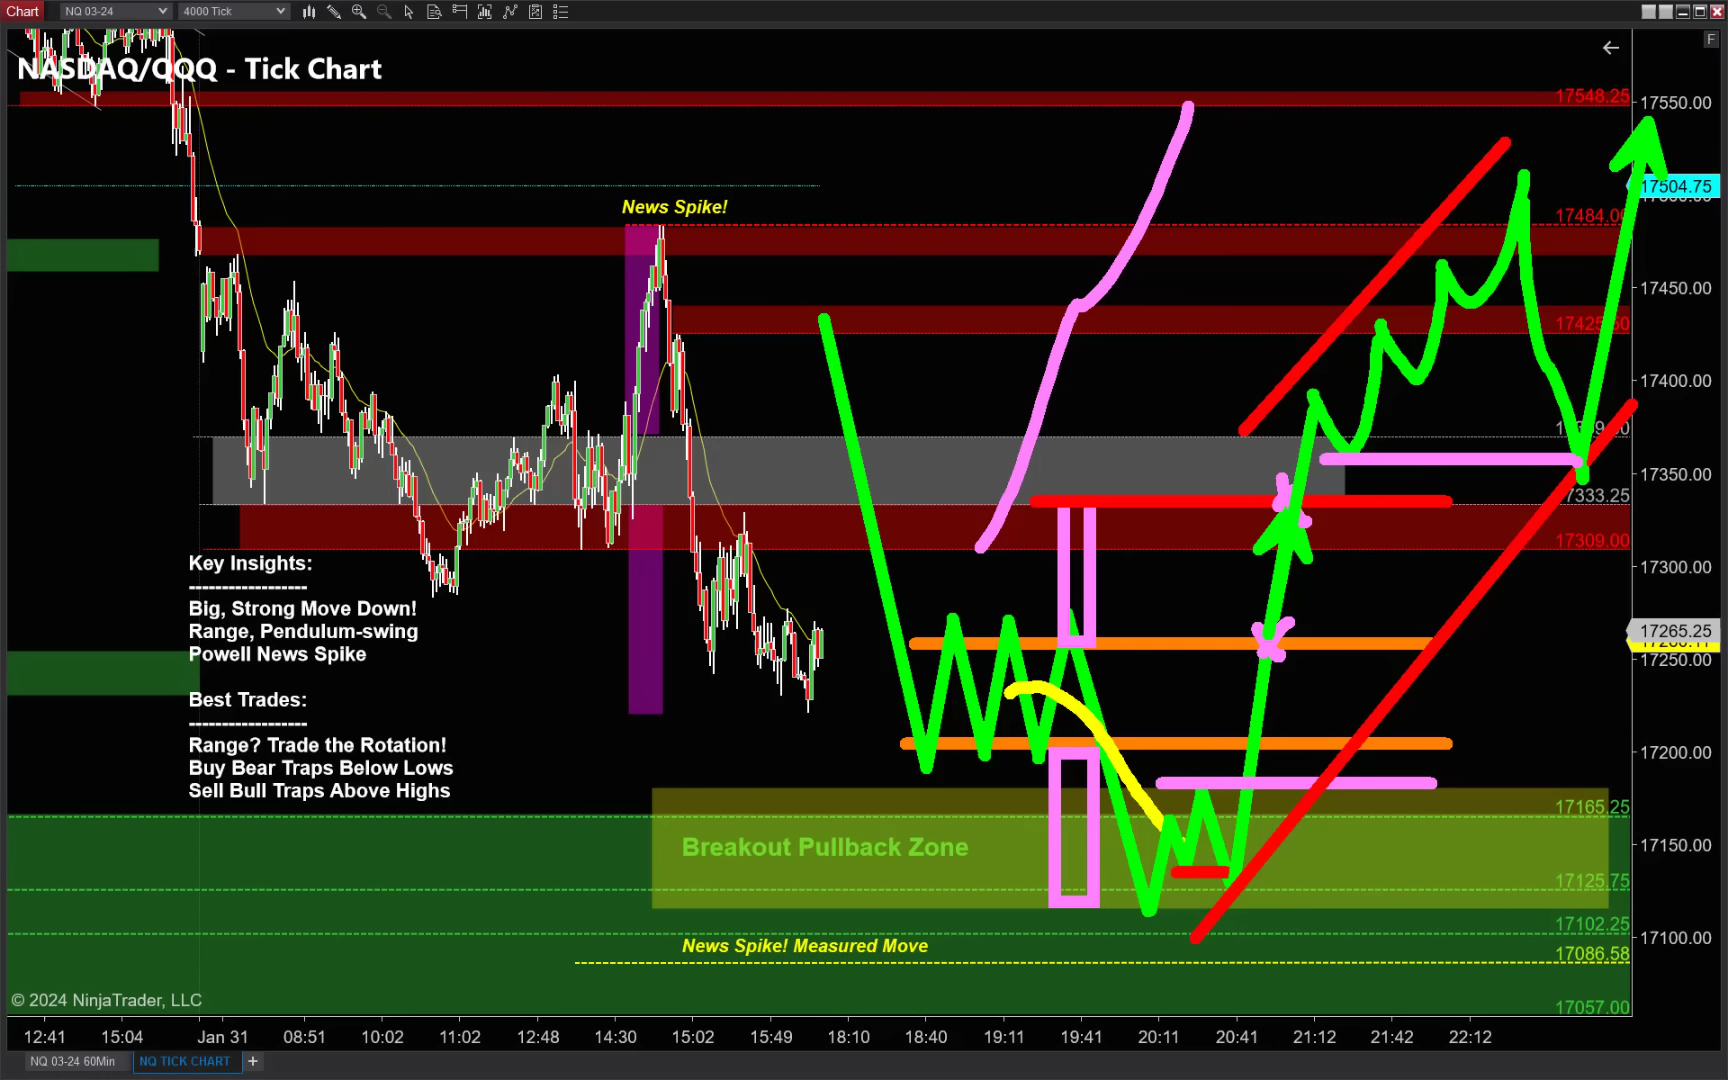 Chart
NQ 03-24
4000 Tick
F
NASDAQ/QQQ - Tick Chart
17548.25
17550.00
17504.75
News Spike!
17484.00
17450.00
17400.00
17350.00
17333.25
17309.00
17300.00
Key Insights:
------------------
Big, Strong Move Down!
Range, Pendulum-swing
Powell News Spike
17265.25
17250.00
Best Trades:
------------------
Range? Trade the Rotation!
Buy Bear Traps Below Lows
Sell Bull Traps Above Highs
17200.00
17165.25
Breakout Pullback Zone
17150.00
17125.75
17102.25
17100.00
News Spike! Measured Move
17086.58
17057.00
© 2024 NinjaTrader, LLC
12:41 15:04 Jan 31 08:51 10:02 11:02 12:48 14:30 15:02 15:49 18:10 18:40 19:11 19:41 20:11 20:41 21:12 21:42 22:12
NQ 03-24 60Min
NQ TICK CHART
+